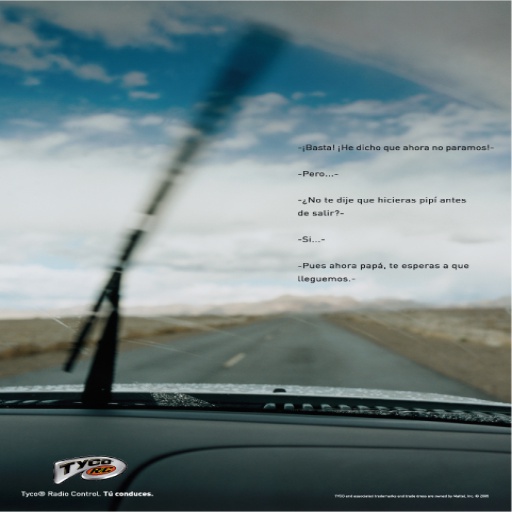 -¡Basta! ¡He dicho que ahora no paramos!-
-Pero...-
-¿No te dije que hicieras pipí antes
de salir?-
-Si...-
-Pues ahora papá, te esperas a que
lleguemos.-
TYCO
R/C
Tyco® Radio Control. Tú conduces.
TYCO and associated trademarks and trade dress are owned by Mattel, Inc. © 2005